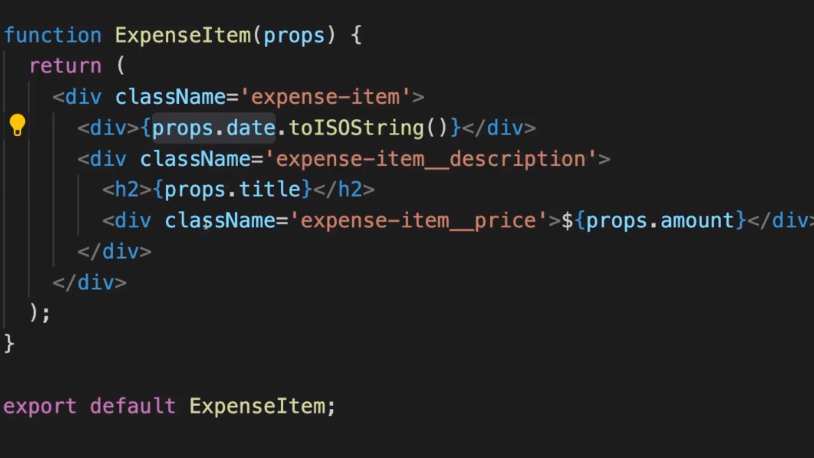 function ExpenseItem(props) {
return (
<div className='expense-item'>
<div>{props.date.toISOString()}</div>
<div className='expense-item__description'>
<h2>{props.title}</h2>
<div className='expense-item__price'>${props.amount}</div>
</div>
</div>
);
}
export default ExpenseItem;